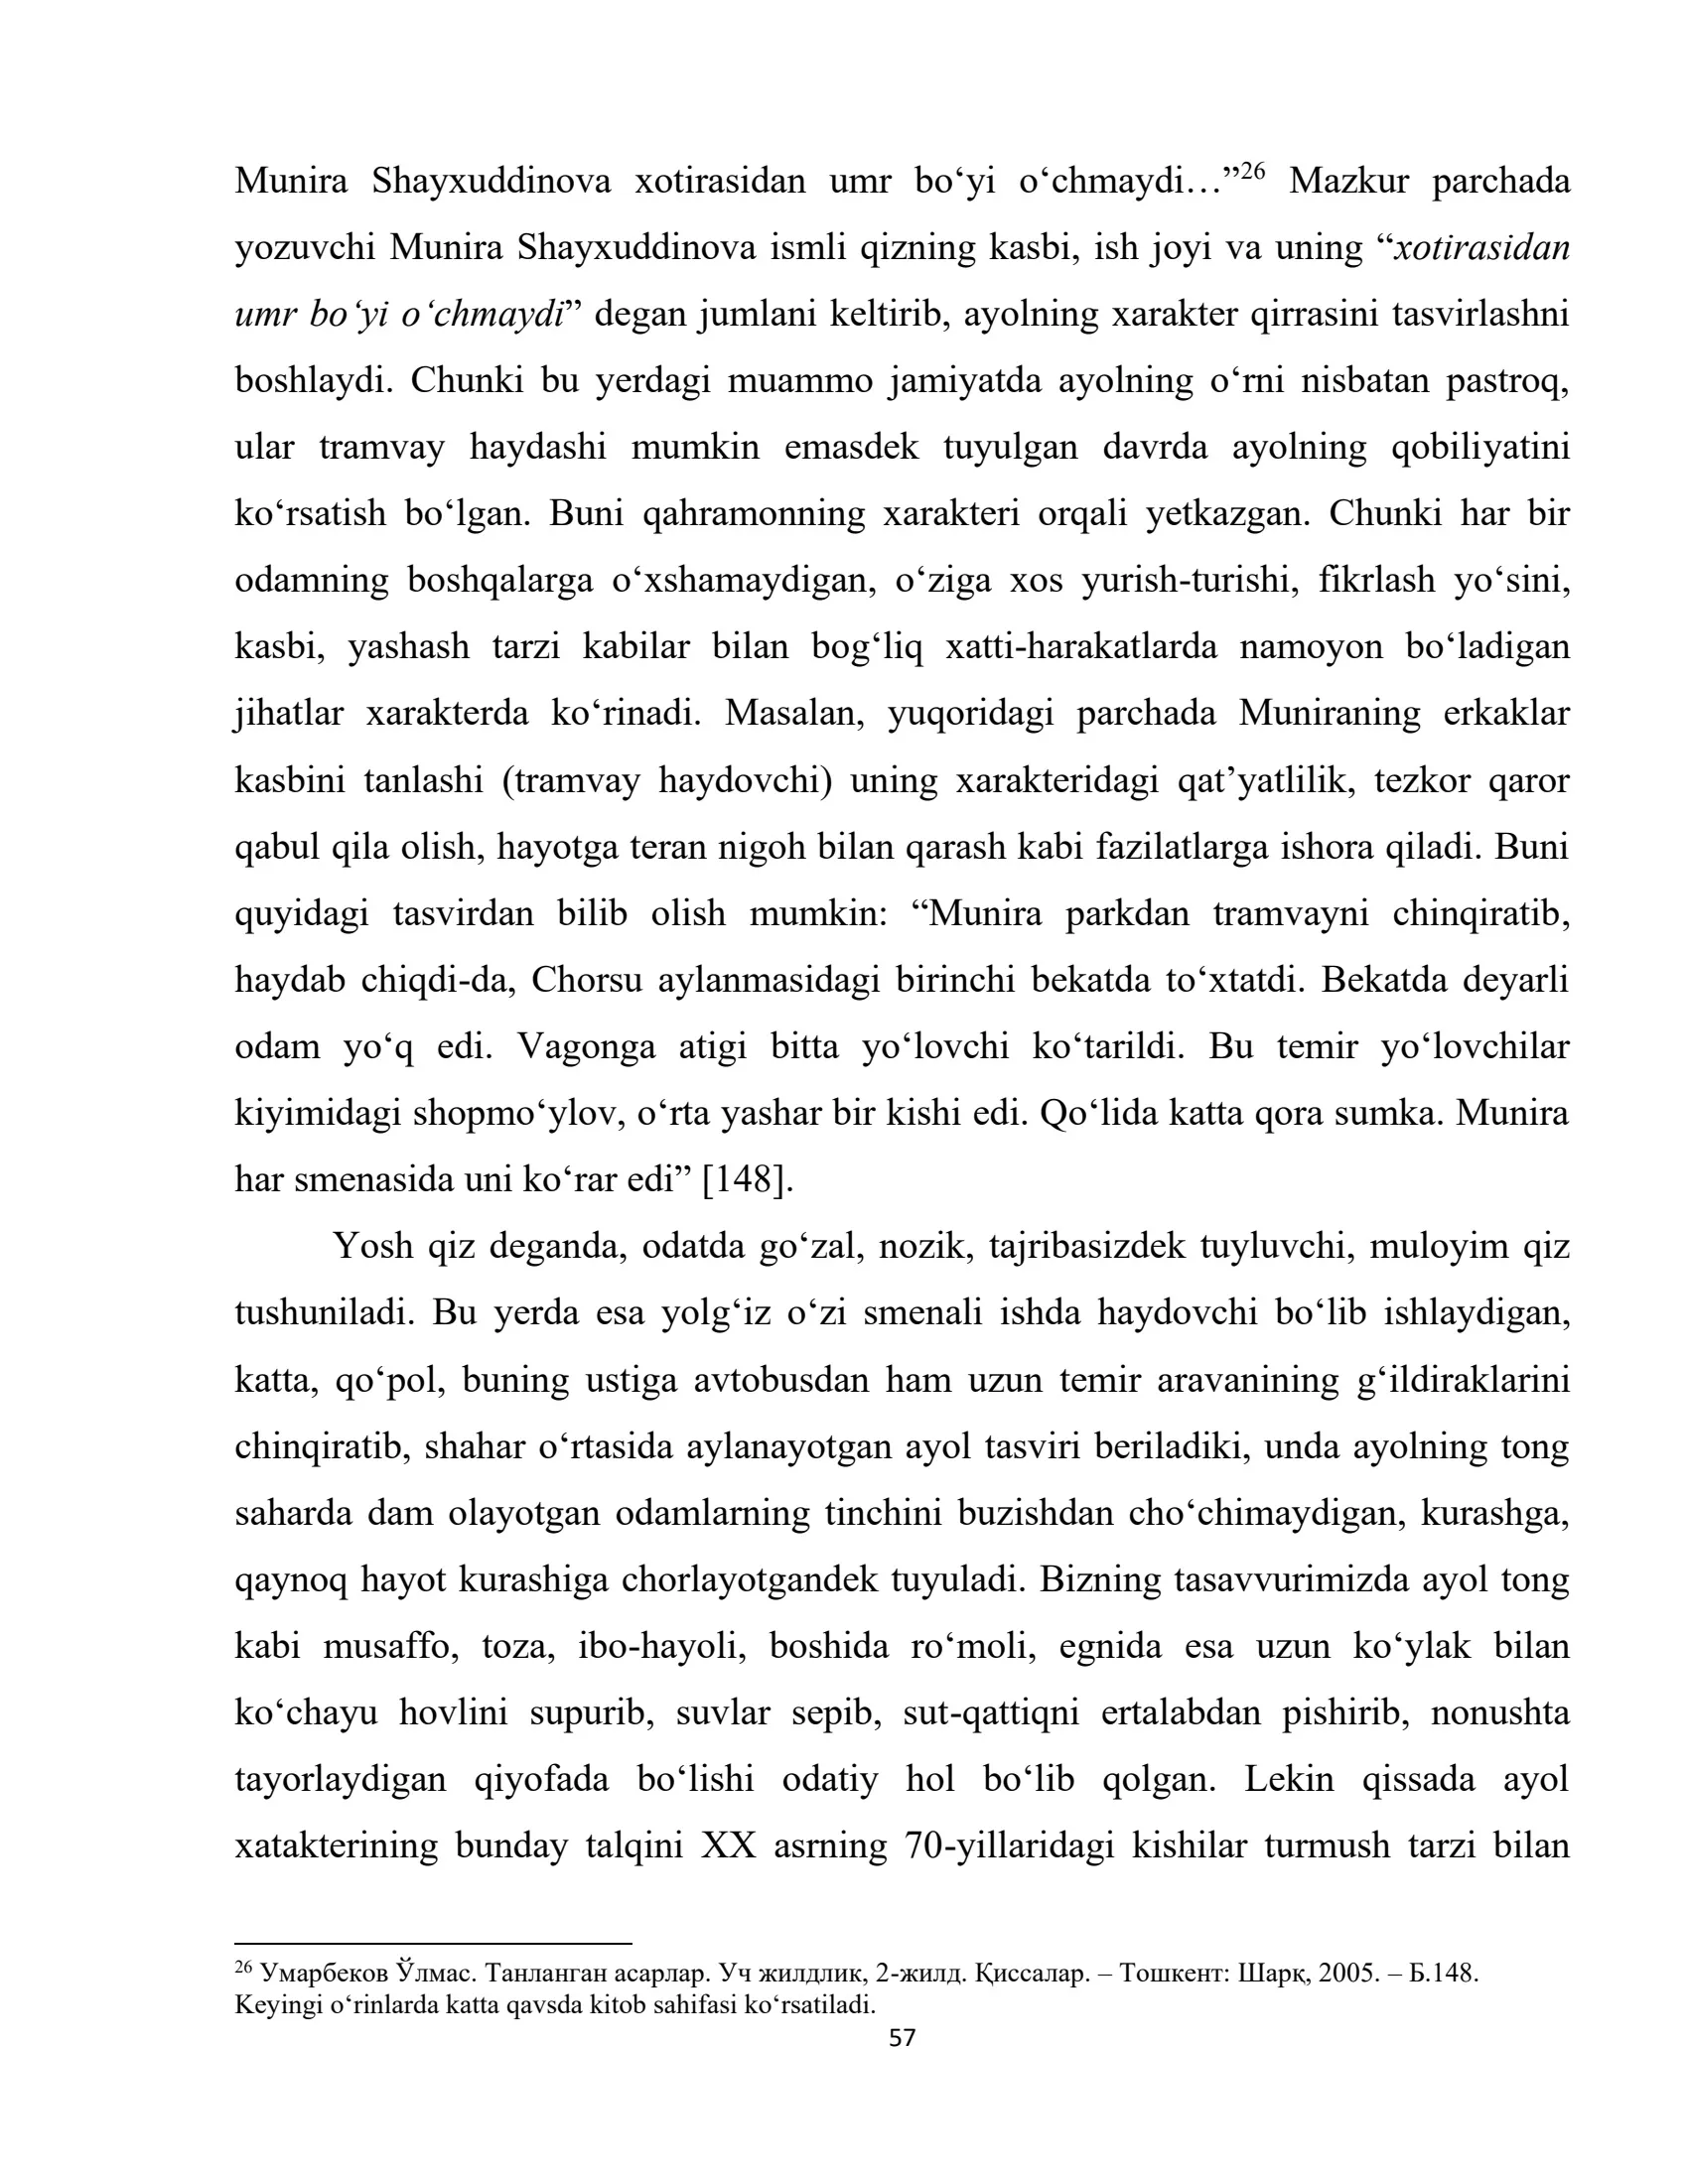 Munira Shayxuddinova xotirasidan umr bo‘yi o‘chmaydi…”26 Mazkur parchada
yozuvchi Munira Shayxuddinova ismli qizning kasbi, ish joyi va uning “xotirasidan
umr bo‘yi o‘chmaydi” degan jumlani keltirib, ayolning xarakter qirrasini tasvirlashni
boshlaydi. Chunki bu yerdagi muammo jamiyatda ayolning o‘rni nisbatan pastroq,
ular tramvay haydashi mumkin emasdek tuyulgan davrda ayolning qobiliyatini
ko‘rsatish bo‘lgan. Buni qahramonning xarakteri orqali yetkazgan. Chunki har bir
odamning boshqalarga o‘xshamaydigan, o‘ziga xos yurish-turishi, fikrlash yo‘sini,
kasbi, yashash tarzi kabilar bilan bog‘liq xatti-harakatlarda namoyon bo‘ladigan
jihatlar xarakterda ko‘rinadi. Masalan, yuqoridagi parchada Muniraning erkaklar
kasbini tanlashi (tramvay haydovchi) uning xarakteridagi qat’yatlilik, tezkor qaror
qabul qila olish, hayotga teran nigoh bilan qarash kabi fazilatlarga ishora qiladi. Buni
quyidagi tasvirdan bilib olish mumkin: “Munira parkdan tramvayni chinqiratib,
haydab chiqdi-da, Chorsu aylanmasidagi birinchi bekatda to‘xtatdi. Bekatda deyarli
odam yo‘q edi. Vagonga atigi bitta yo‘lovchi ko‘tarildi. Bu temir yo‘lovchilar
kiyimidagi shopmo‘ylov, o‘rta yashar bir kishi edi. Qo‘lida katta qora sumka. Munira
har smenasida uni ko‘rar edi” [148].
Yosh qiz deganda, odatda go‘zal, nozik, tajribasizdek tuyluvchi, muloyim qiz
tushuniladi. Bu yerda esa yolg‘iz o‘zi smenali ishda haydovchi bo‘lib ishlaydigan,
katta, qo‘pol, buning ustiga avtobusdan ham uzun temir aravanining g‘ildiraklarini
chinqiratib, shahar o‘rtasida aylanayotgan ayol tasviri beriladiki, unda ayolning tong
saharda dam olayotgan odamlarning tinchini buzishdan cho‘chimaydigan, kurashga,
qaynoq hayot kurashiga chorlayotgandek tuyuladi. Bizning tasavvurimizda ayol tong
kabi musaffo, toza, ibo-hayoli, boshida ro‘moli, egnida esa uzun ko‘ylak bilan
ko‘chayu hovlini supurib, suvlar sepib, sut-qattiqni ertalabdan pishirib, nonushta
tayorlaydigan qiyofada bo‘lishi odatiy hol bo‘lib qolgan. Lekin qissada ayol
xatakterining bunday talqini XX asrning 70-yillaridagi kishilar turmush tarzi bilan
26 Умарбеков Ўлмас. Танланган асарлар. Уч жилдлик, 2-жилд. Қиссалар. – Тошкент: Шарқ, 2005. – Б.148.
Keyingi o‘rinlarda katta qavsda kitob sahifasi ko‘rsatiladi.
57